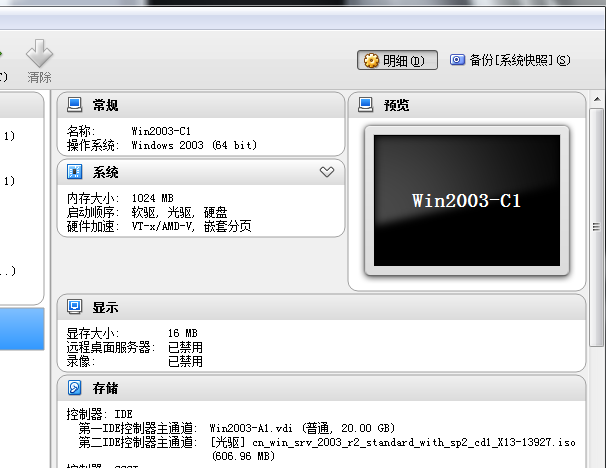 明细(D)
备份[系统快照](S)
清除
常规
名称: Win2003-C1
操作系统: Windows 2003 (64 bit)
系统
内存大小: 1024 MB
启动顺序: 软驱, 光驱, 硬盘
硬件加速: VT-x/AMD-V, 嵌套分页
预览
Win2003-C1
1)
1)
..)
显示
显存大小: 16 MB
远程桌面服务器: 已禁用
录像: 已禁用
存储
控制器: IDE
第一IDE控制器主通道: Win2003-A1.vdi (普通, 20.00 GB)
第二IDE控制器主通道: [光驱] cn_win_srv_2003_r2_standard_with_sp2_cd1_X13-13927.iso
(606.96 MB)